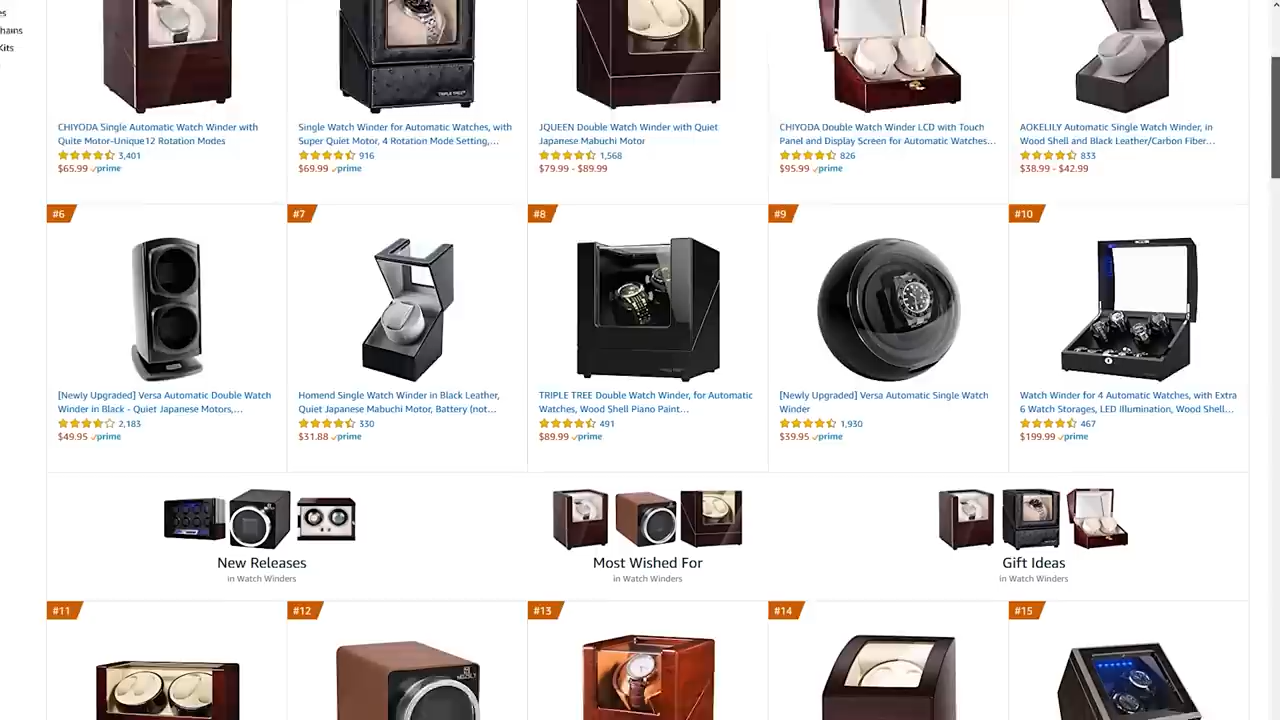 es
hains
Kits
CHIYODA Single Automatic Watch Winder with
Quite Motor-Unique12 Rotation Modes
3,401
$65.99 prime
Single Watch Winder for Automatic Watches, with
Super Quiet Motor, 4 Rotation Mode Setting,...
916
$69.99 prime
TRIPLE TREE
JQUEEN Double Watch Winder with Quiet
Japanese Mabuchi Motor
1,568
$79.99 - $89.99
CHIYODA Double Watch Winder LCD with Touch
Panel and Display Screen for Automatic Watches...
826
$95.99 prime
AOKELILY Automatic Single Watch Winder, in
Wood Shell and Black Leather/Carbon Fiber...
833
$38.99 - $42.99
#6
[Newly Upgraded] Versa Automatic Double Watch
Winder in Black - Quiet Japanese Motors,...
2,183
$49.95 prime
#7
Homend Single Watch Winder in Black Leather,
Quiet Japanese Mabuchi Motor, Battery (not...
330
$31.88 prime
#8
TRIPLE TREE Double Watch Winder, for Automatic
Watches, Wood Shell Piano Paint...
491
$89.99 prime
#9
[Newly Upgraded] Versa Automatic Single Watch
Winder
1,930
$39.95 prime
#10
Watch Winder for 4 Automatic Watches, with Extra
6 Watch Storages, LED Illumination, Wood Shell...
467
$199.99 prime
New Releases
in Watch Winders
Most Wished For
in Watch Winders
Gift Ideas
in Watch Winders
#11
#12
#13
#14
#15